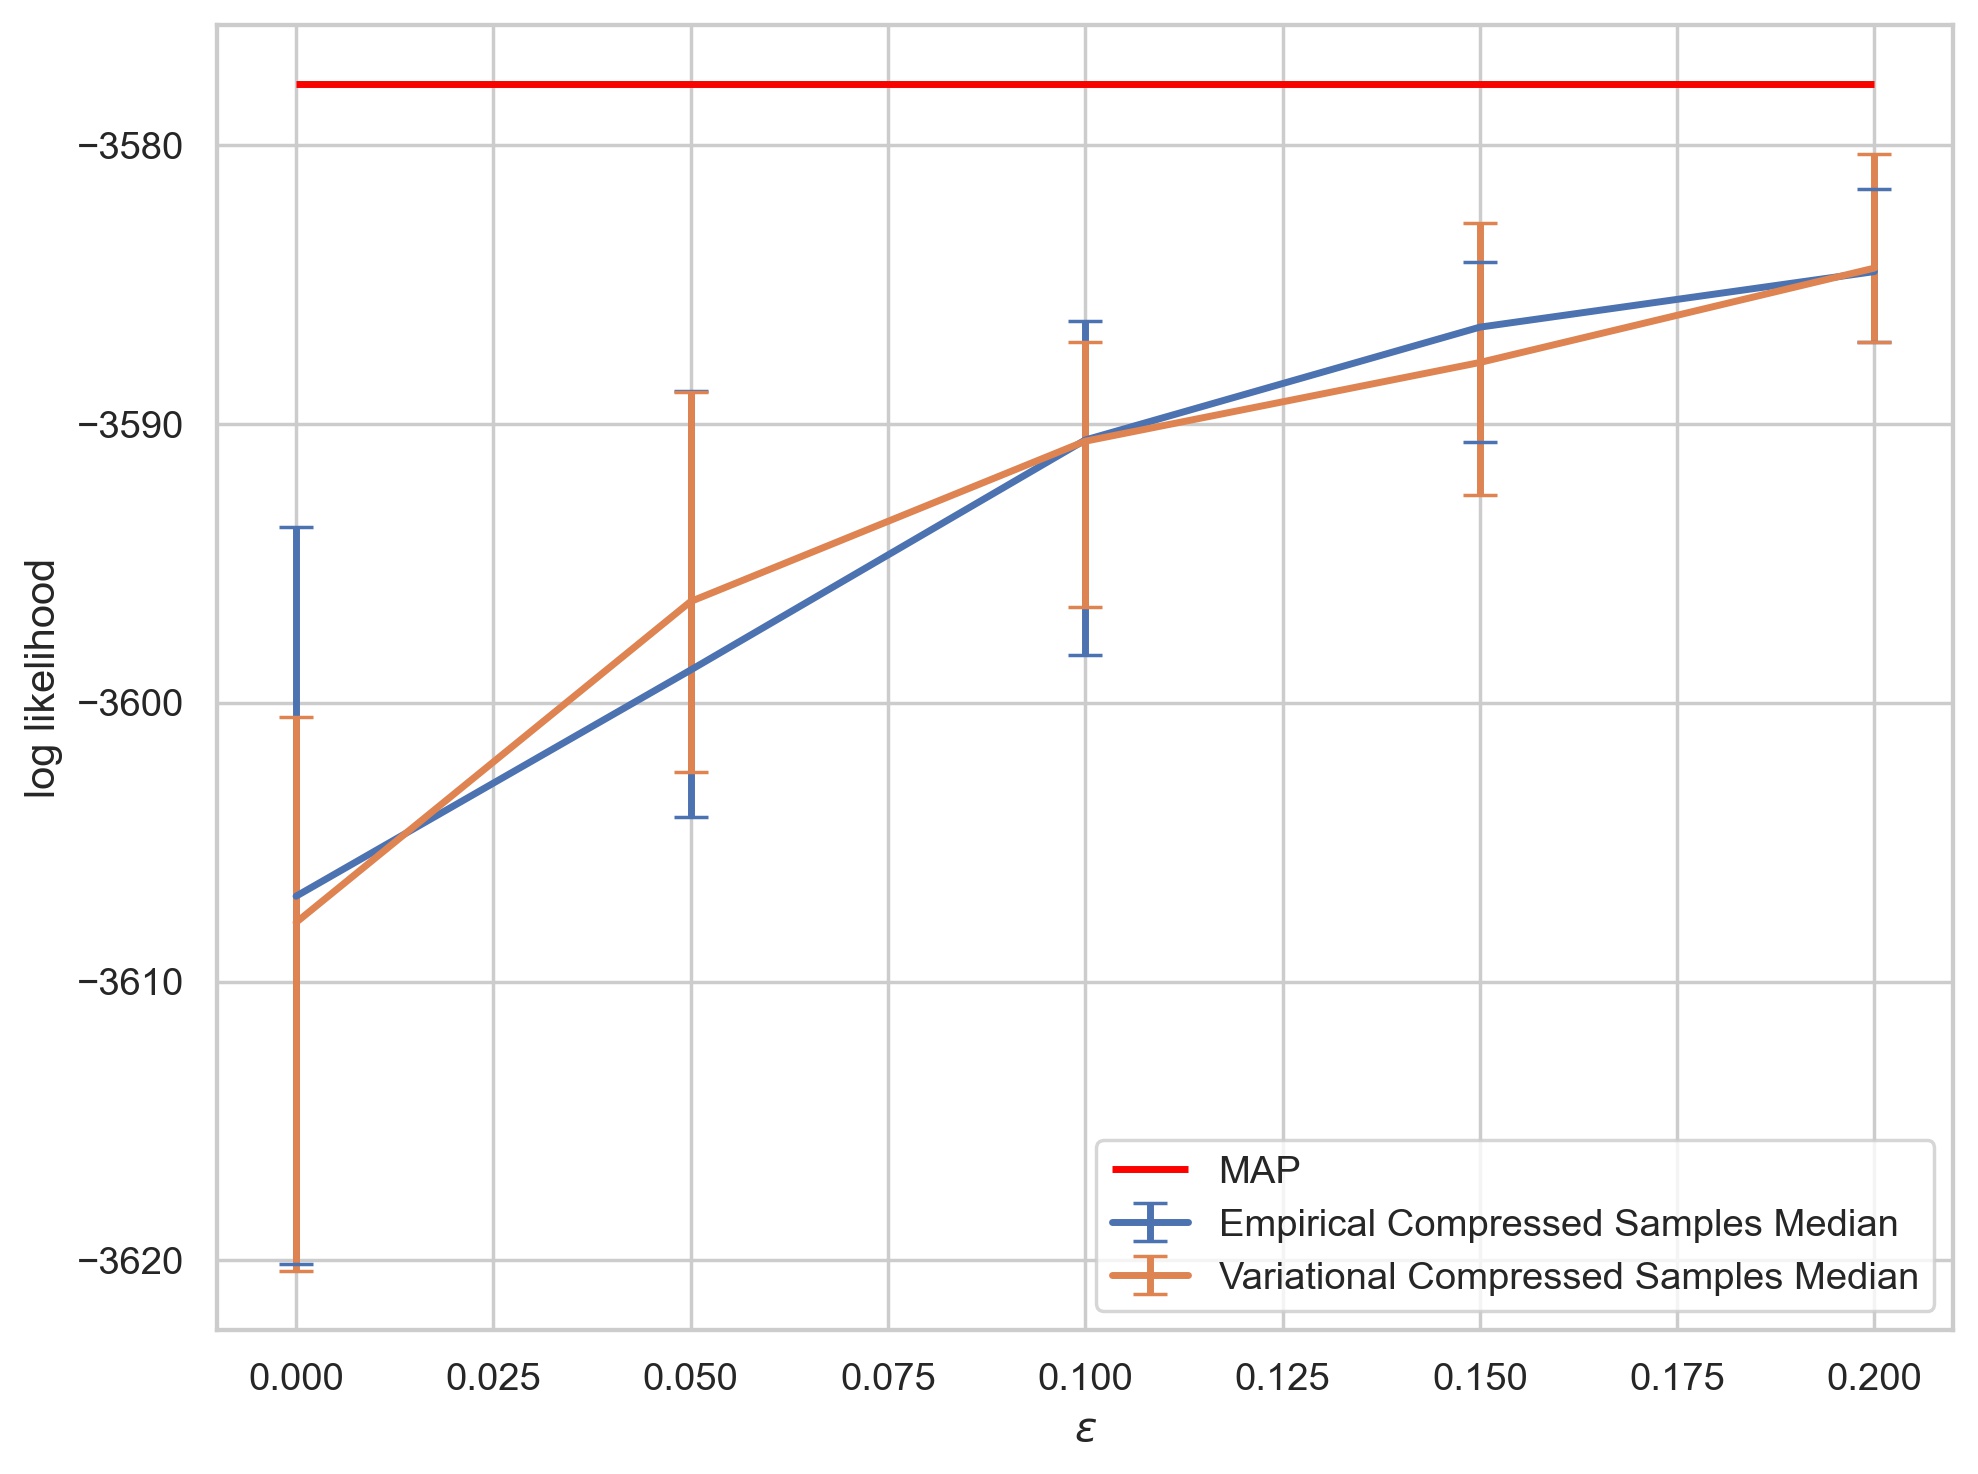 −3580
−3590
−3600
−3610
−3620
log likelihood
0.000 0.025 0.050 0.075 0.100 0.125 0.150 0.175 0.200
ε
MAP
Empirical Compressed Samples Median
Variational Compressed Samples Median